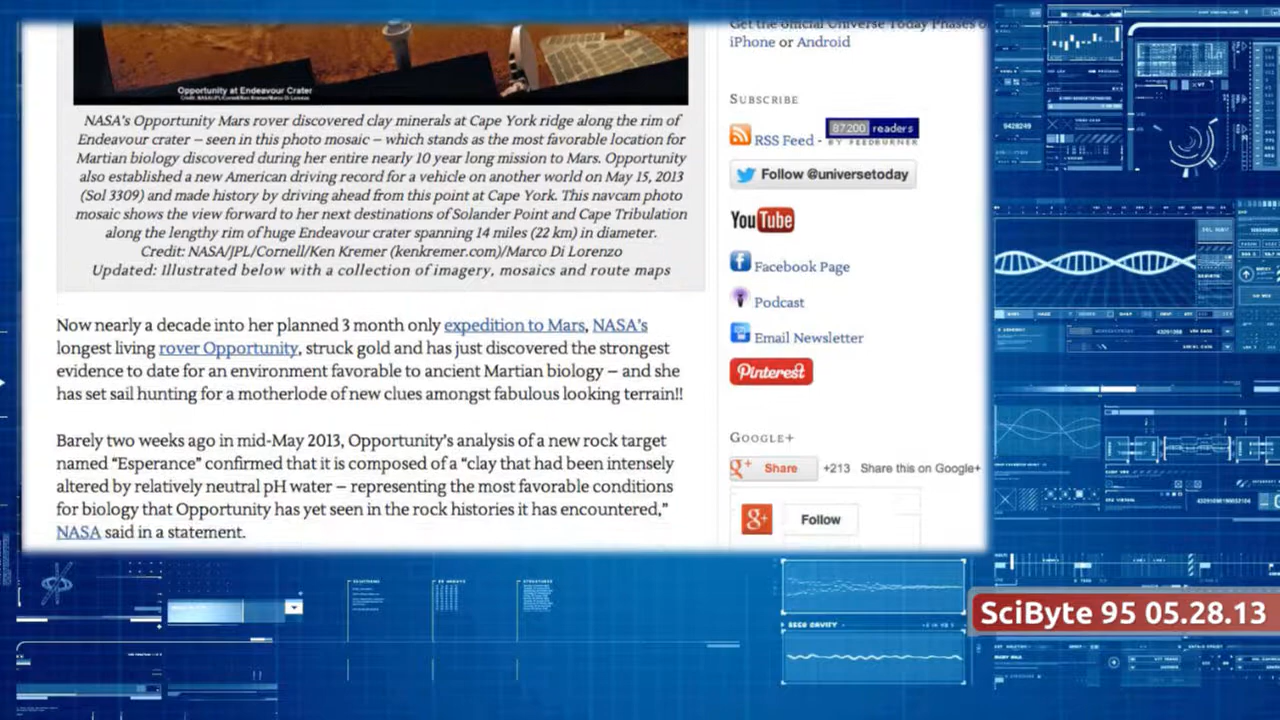 Opportunity at Endeavour Crater
NASA's Opportunity Mars rover discovered clay minerals at Cape York ridge along the rim of
Endeavour crater – seen in this photo mosaic – which stands as the most favorable location for
Martian biology discovered during her entire nearly 10 year long mission to Mars. Opportunity
also established a new American driving record for a vehicle on another world on May 15, 2013
(Sol 3309) and made history by driving ahead from this point at Cape York. This navcam photo
mosaic shows the view forward to her next destinations of Solander Point and Cape Tribulation
along the lengthy rim of huge Endeavour crater spanning 14 miles (22 km) in diameter.
Credit: NASA/JPL/Cornell/Ken Kremer (kenkremer.com)/Marco Di Lorenzo
Updated: Illustrated below with a collection of imagery, mosaics and route maps
Now nearly a decade into her planned 3 month only expedition to Mars, NASA's
longest living rover Opportunity, struck gold and has just discovered the strongest
evidence to date for an environment favorable to ancient Martian biology – and she
has set sail hunting for a motherlode of new clues amongst fabulous looking terrain!!
Barely two weeks ago in mid-May 2013, Opportunity's analysis of a new rock target
named “Esperance” confirmed that it is composed of a “clay that had been intensely
altered by relatively neutral pH water – representing the most favorable conditions
for biology that Opportunity has yet seen in the rock histories it has encountered,”
NASA said in a statement.
Get the official Universe Today Phases o
iPhone or Android
SUBSCRIBE
RSS Feed - 87200 readers
BY FEEDBURNER
Follow @universetoday
YouTube
Facebook Page
Podcast
Email Newsletter
Pinterest
GOOGLE+
g+ Share +213 Share this on Google+
g+ Follow
SciByte 95 05.28.13